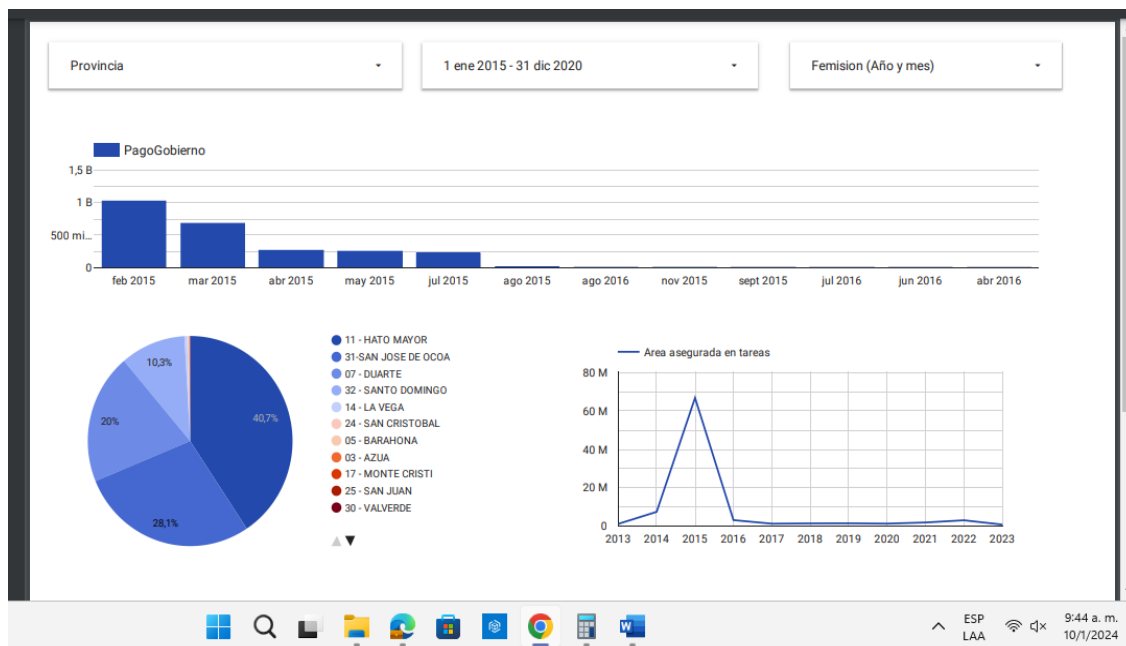 Provincia
1 ene 2015 - 31 dic 2020
Femision (Año y mes)
PagoGobierno
1,5 B
1 B
500 mi...
0
feb 2015 mar 2015 abr 2015 may 2015 jul 2015 ago 2015 ago 2016 nov 2015 sept 2015 jul 2016 jun 2016 abr 2016
10,3%
20%
40,7%
28,1%
11 - HATO MAYOR
31-SAN JOSE DE OCOA
07 - DUARTE
32 - SANTO DOMINGO
14 - LA VEGA
24 - SAN CRISTOBAL
05 - BARAHONA
03 - AZUA
17 - MONTE CRISTI
25 - SAN JUAN
30 - VALVERDE
Area asegurada en tareas
80 M
60 M
40 M
20 M
0
2013 2014 2015 2016 2017 2018 2019 2020 2021 2022 2023
ESP
LAA
9:44 a. m.
10/1/2024